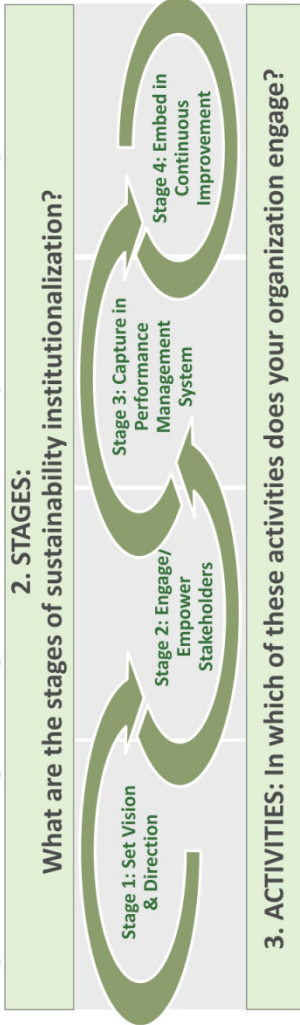 2. STAGES:
What are the stages of sustainability institutionalization?
Stage 1: Set Vision
& Direction
Stage 2: Engage/
Empower
Stakeholders
Stage 3: Capture in
Performance
Management
System
Stage 4: Embed in
Continuous
Improvement
3. ACTIVITIES: In which of these activities does your organization engage?